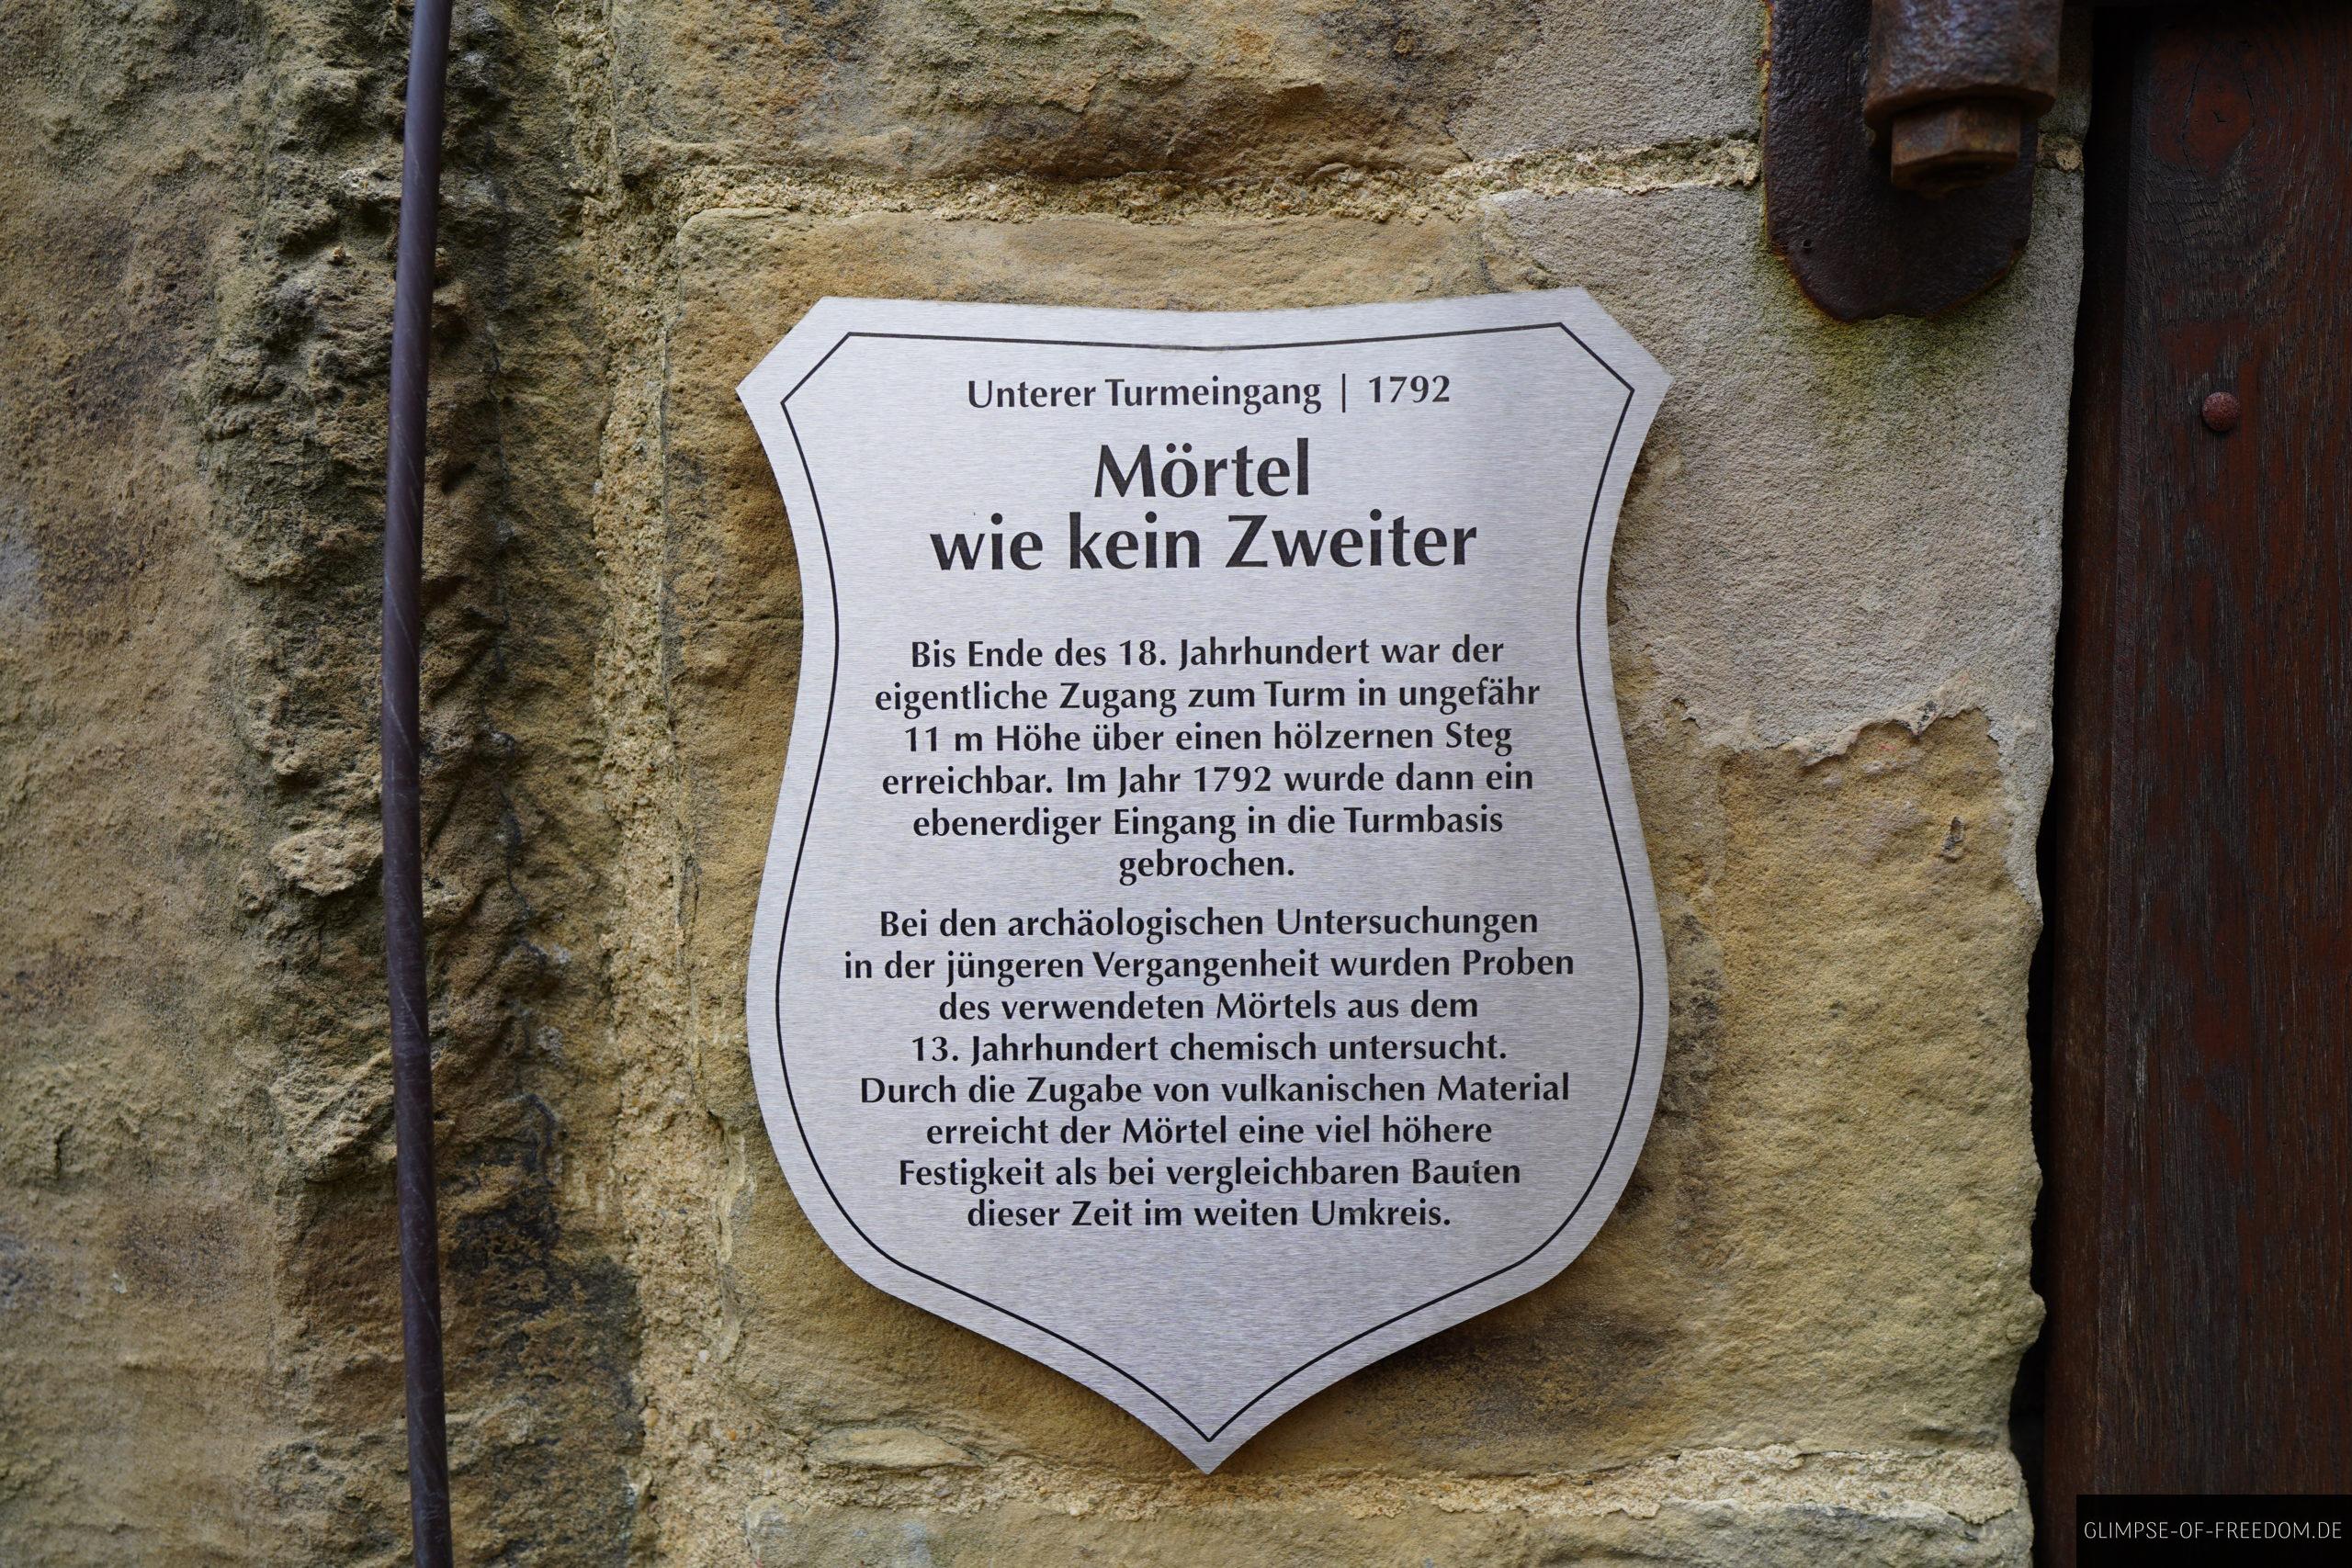 Unterer Turmeingang | 1792
Mörtel
wie kein Zweiter
Bis Ende des 18. Jahrhundert war der
eigentliche Zugang zum Turm in ungefähr
11 m Höhe über einen hölzernen Steg
erreichbar. Im Jahr 1792 wurde dann ein
ebenerdiger Eingang in die Turmbasis
gebrochen.
Bei den archäologischen Untersuchungen
in der jüngeren Vergangenheit wurden Proben
des verwendeten Mörtels aus dem
13. Jahrhundert chemisch untersucht.
Durch die Zugabe von vulkanischen Material
erreicht der Mörtel eine viel höhere
Festigkeit als bei vergleichbaren Bauten
dieser Zeit im weiten Umkreis.
GLIMPSE-OF-FREEDOM.DE